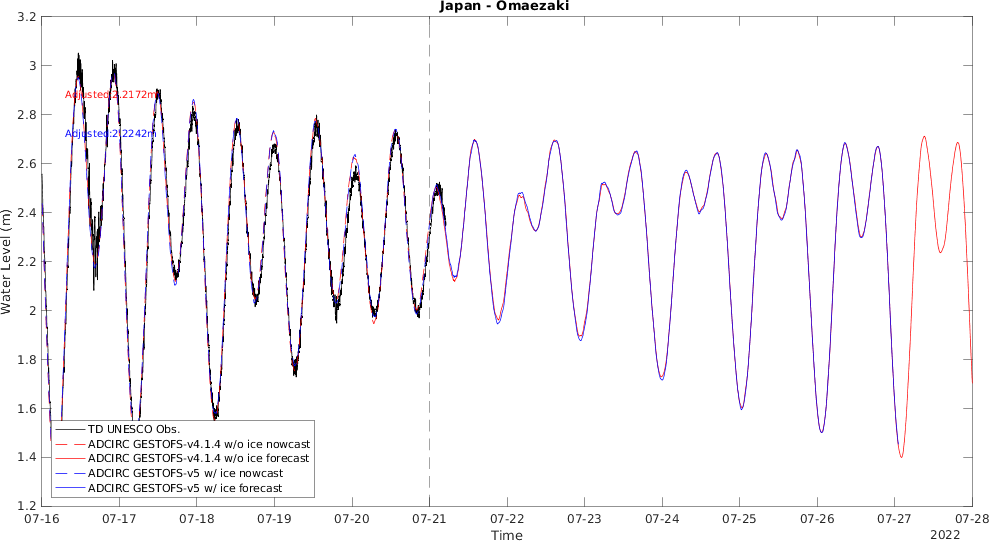 Japan - Omaezaki
3.2
3
2.8
2.6
2.4
2.2
2
1.8
1.6
1.4
1.2
Water Level (m)
Adjusted:2.2172m
Adjusted:2.2242m
TD UNESCO Obs.
ADCIRC GESTOFS-v4.1.4 w/o ice nowcast
ADCIRC GESTOFS-v4.1.4 w/o ice forecast
ADCIRC GESTOFS-v5 w/ ice nowcast
ADCIRC GESTOFS-v5 w/ ice forecast
07-16 07-17 07-18 07-19 07-20 07-21 07-22 07-23 07-24 07-25 07-26 07-27 07-28
Time
2022